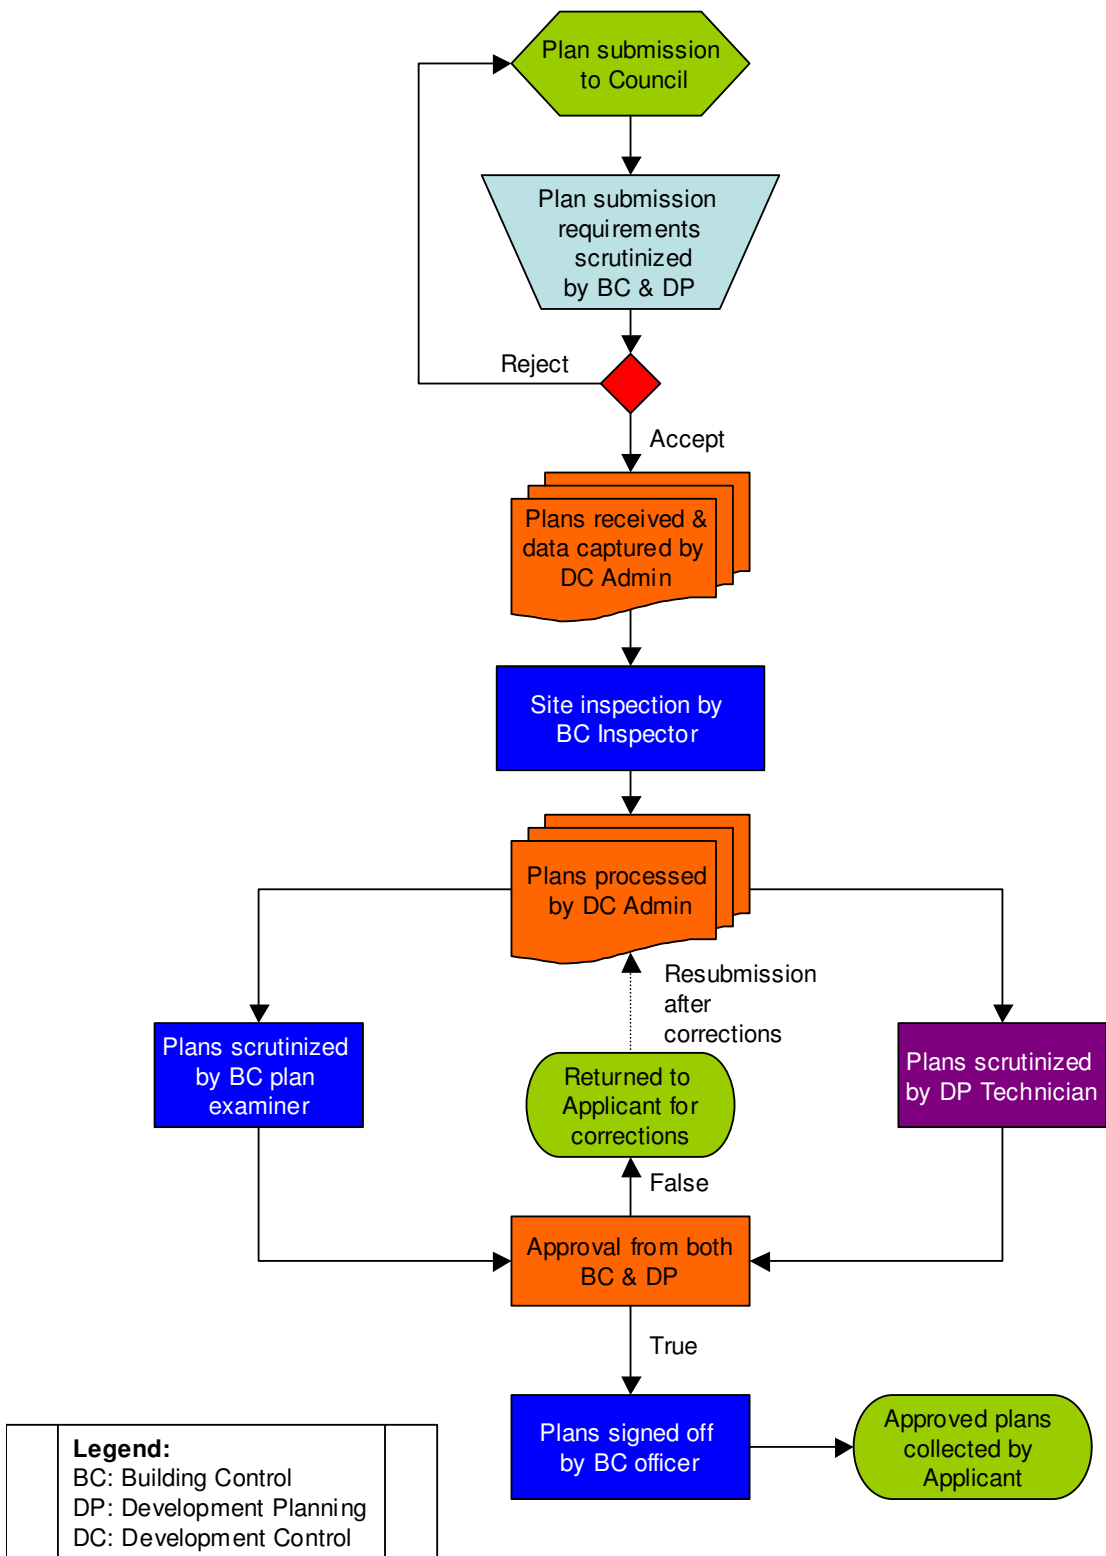 Plan submission
to Council
Plan submission
requirements
scrutinized
by BC & DP
Reject
Accept
Plans received &
data captured by
DC Admin
Site inspection by
BC Inspector
Plans processed
by DC Admin
Resubmission
after
corrections
Plans scrutinized
by BC plan
examiner
Returned to
Applicant for
corrections
Plans scrutinized
by DP Technician
False
Approval from both
BC & DP
True
Plans signed off
by BC officer
Approved plans
collected by
Applicant
Legend:
BC: Building Control
DP: Development Planning
DC: Development Control